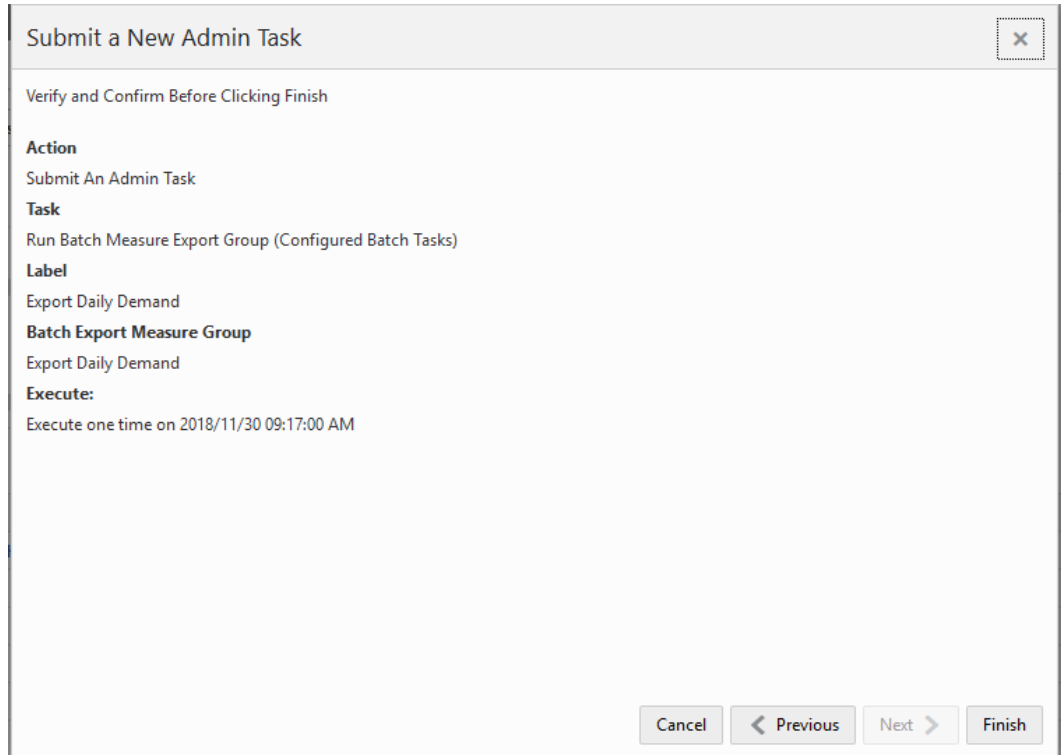 Submit a New Admin Task
Verify and Confirm Before Clicking Finish
Action
Submit An Admin Task
Task
Run Batch Measure Export Group (Configured Batch Tasks)
Label
Export Daily Demand
Batch Export Measure Group
Export Daily Demand
Execute:
Execute one time on 2018/11/30 09:17:00 AM
Cancel Previous Next Finish